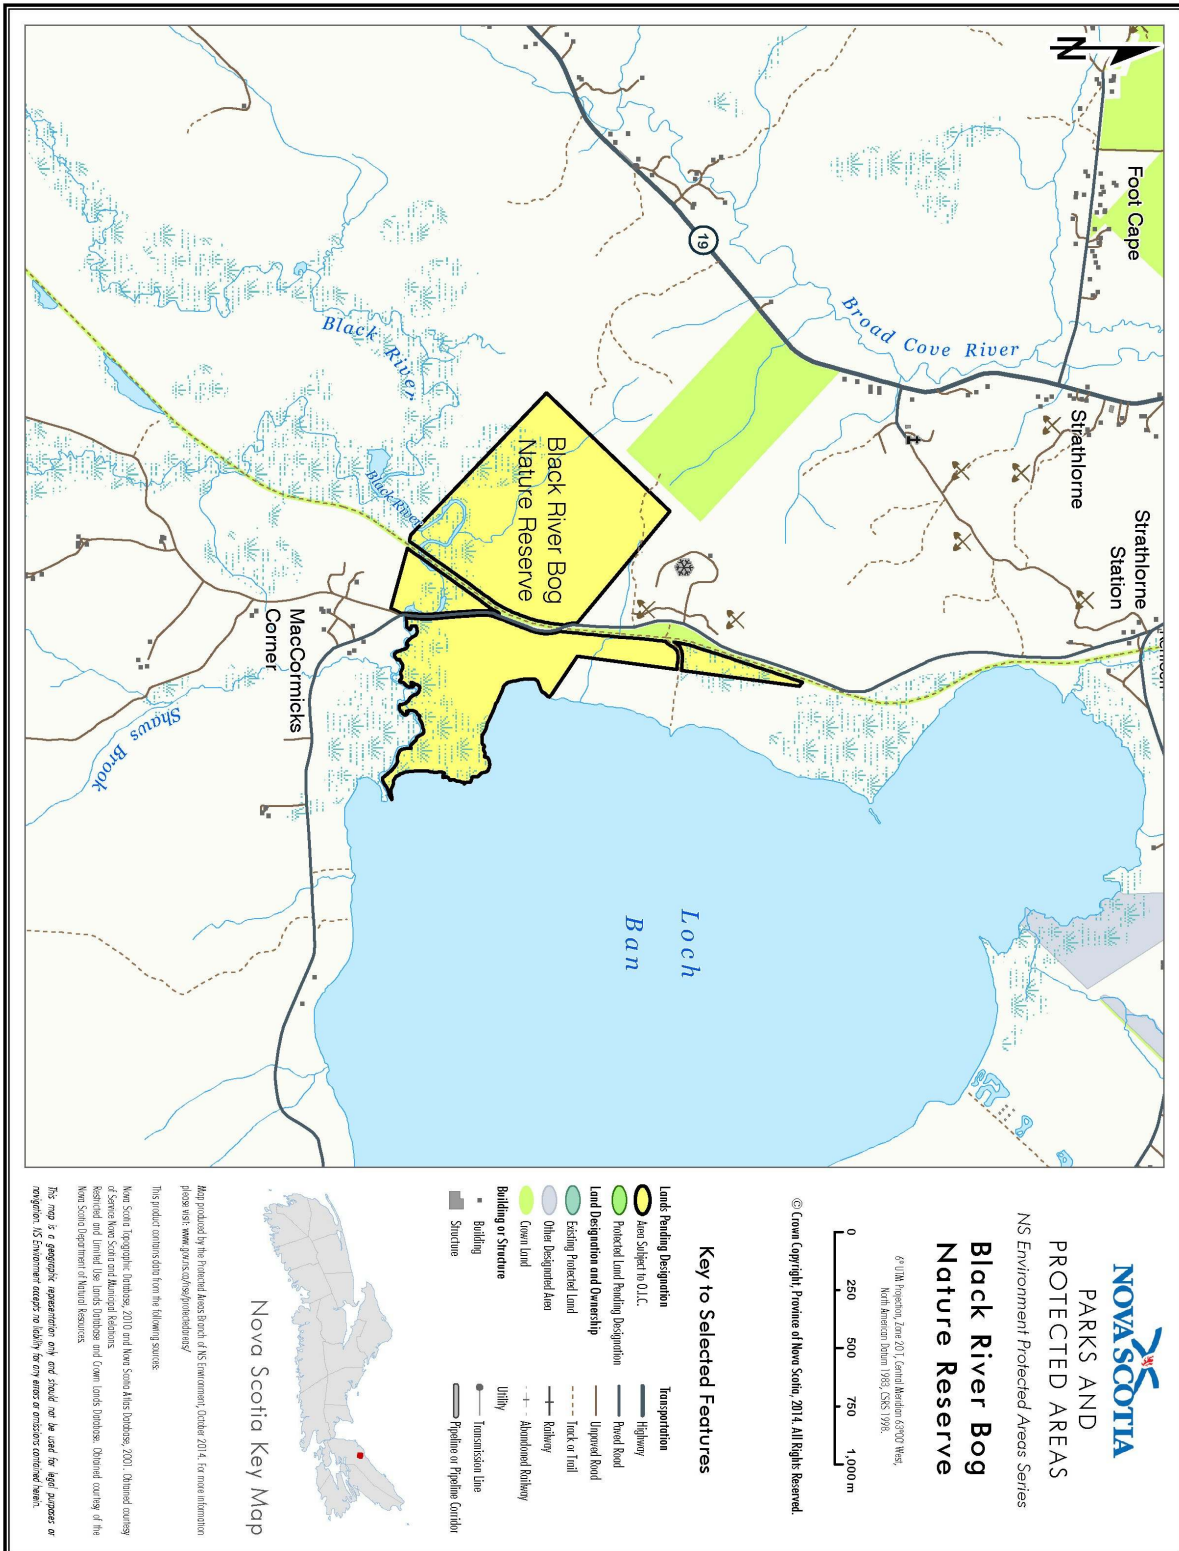 N
Foot Cape
19
Broad Cove River
Strathlorne
Strathlorne
Station
Black River
Black River Bog
Nature Reserve
Black River
MacCormicks
Corner
Shaws Brook
Loch
Ban
NOVA SCOTIA
PARKS AND
PROTECTED AREAS
NS Environment Protected Areas Series
Black River Bog
Nature Reserve
6° UTM Projection, Zone 20T, Central Meridian 63°00' West,
North American Datum 1983, CSRS 1998.
0 250 500 750 1,000 m
© Crown Copyright, Province of Nova Scotia, 2014. All Rights Reserved.
Key to Selected Features
Lands Pending Designation
Area Subject to O.I.C.
Protected Land Pending Designation
Land Designation and Ownership
Existing Protected Land
Other Designated Area
Crown Land
Building or Structure
Building
Structure
Transportation
Highway
Paved Road
Unpaved Road
Track or Trail
Railway
Abandoned Railway
Utility
Transmission Line
Pipeline or Pipeline Corridor
Nova Scotia Key Map
Map produced by the Protected Areas Branch of NS Environment, October 2014. For more information
please visit: www.gov.ns.ca/nse/protectedareas/
This product contains data from the following sources:
Nova Scotia Topographic Database, 2010 and Nova Scotia Atlas Database, 2001. Obtained courtesy
of Service Nova Scotia and Municipal Relations.
Restricted and Limited Use Lands Database and Crown Lands Database. Obtained courtesy of the
Nova Scotia Department of Natural Resources.
This map is a geographic representation only and should not be used for legal purposes or
navigation. NS Environment accepts no liability for any errors or omissions contained herein.